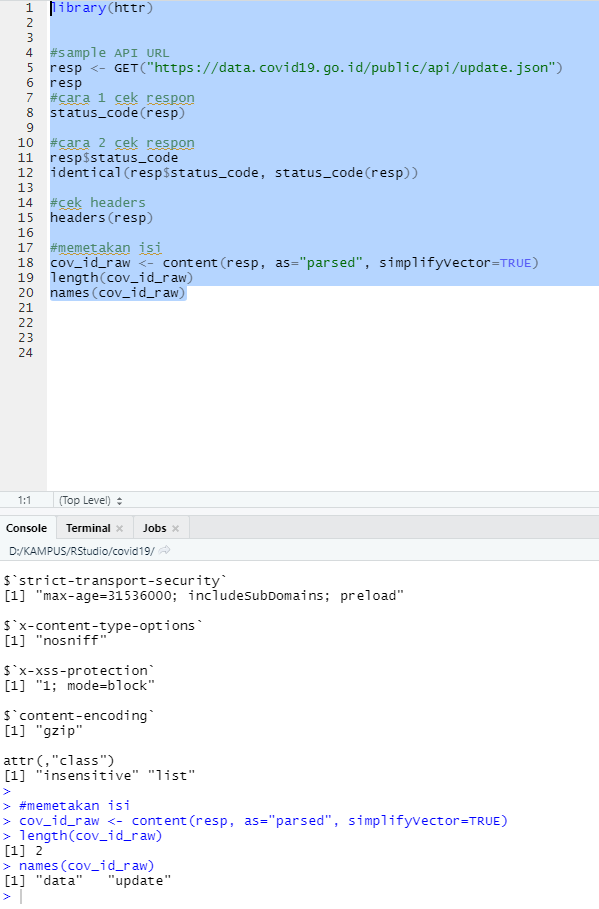 1 library(httr)
2
3
4 #sample API URL
5 resp <- GET("https://data.covid19.go.id/public/api/update.json")
6 resp
7 #cara 1 cek respon
8 status_code(resp)
9
10 #cara 2 cek respon
11 resp$status_code
12 identical(resp$status_code, status_code(resp))
13
14 #cek headers
15 headers(resp)
16
17 #memetakan isi
18 cov_id_raw <- content(resp, as="parsed", simplifyVector=TRUE)
19 length(cov_id_raw)
20 names(cov_id_raw)
21
22
23
24
1:1 (Top Level)
Console Terminal Jobs
D:/KAMPUS/RStudio/covid19/
$`strict-transport-security`
[1] "max-age=31536000; includeSubDomains; preload"
$`x-content-type-options`
[1] "nosniff"
$`x-xss-protection`
[1] "1; mode=block"
$`content-encoding`
[1] "gzip"
attr(,"class")
[1] "insensitive" "list"
>
> #memetakan isi
> cov_id_raw <- content(resp, as="parsed", simplifyVector=TRUE)
> length(cov_id_raw)
[1] 2
> names(cov_id_raw)
[1] "data"   "update"
>